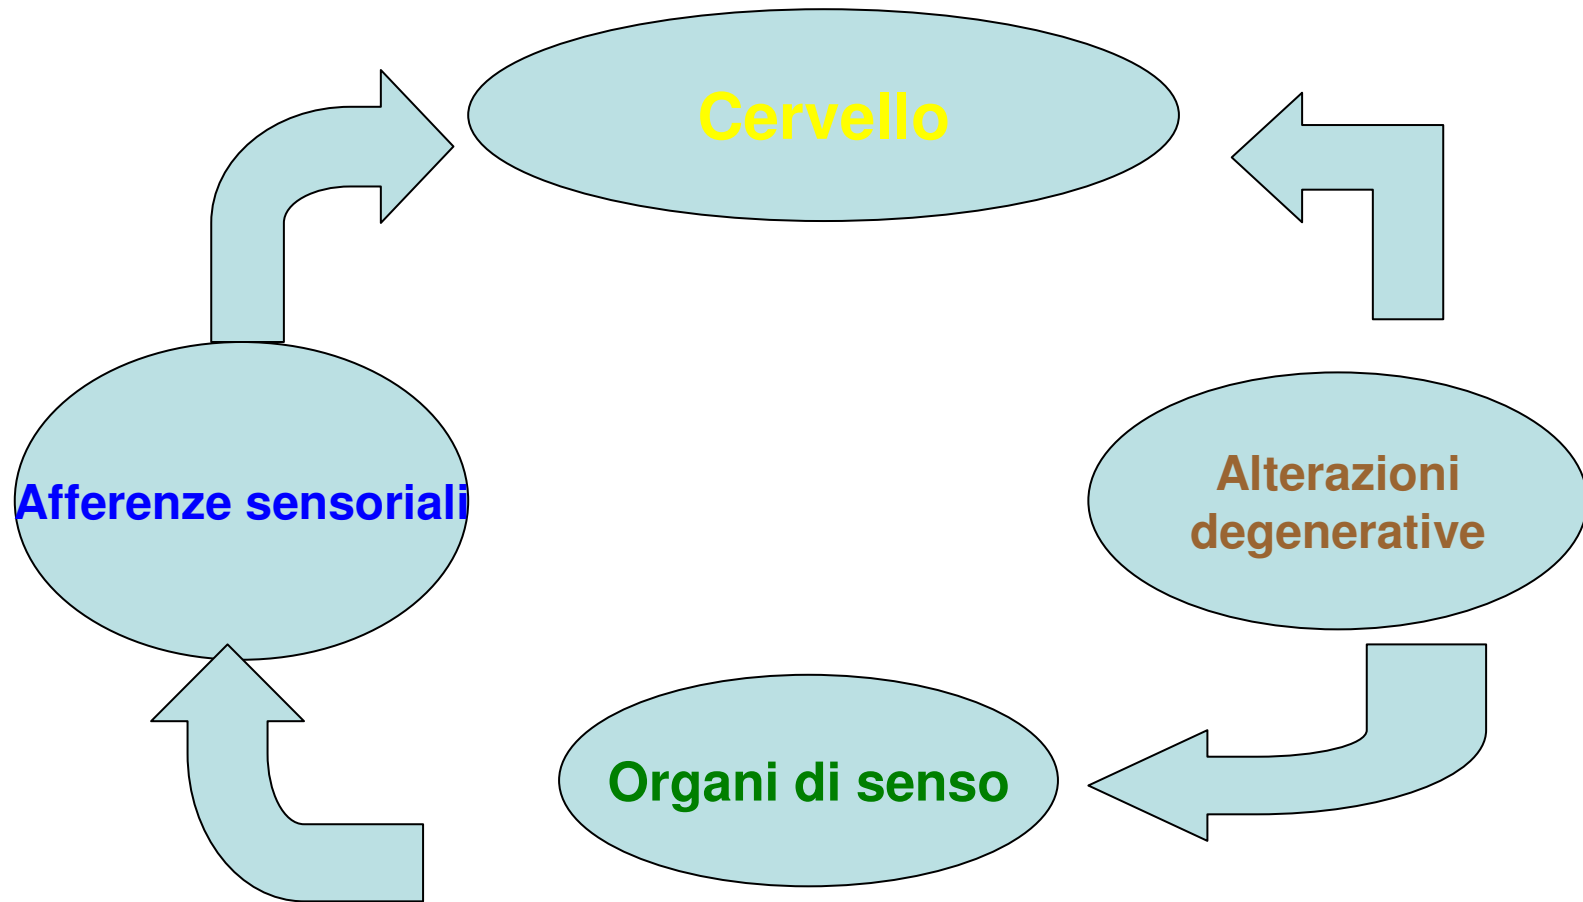 Cervello
Afferenze sensoriali
Alterazioni
degenerative
Organi di senso